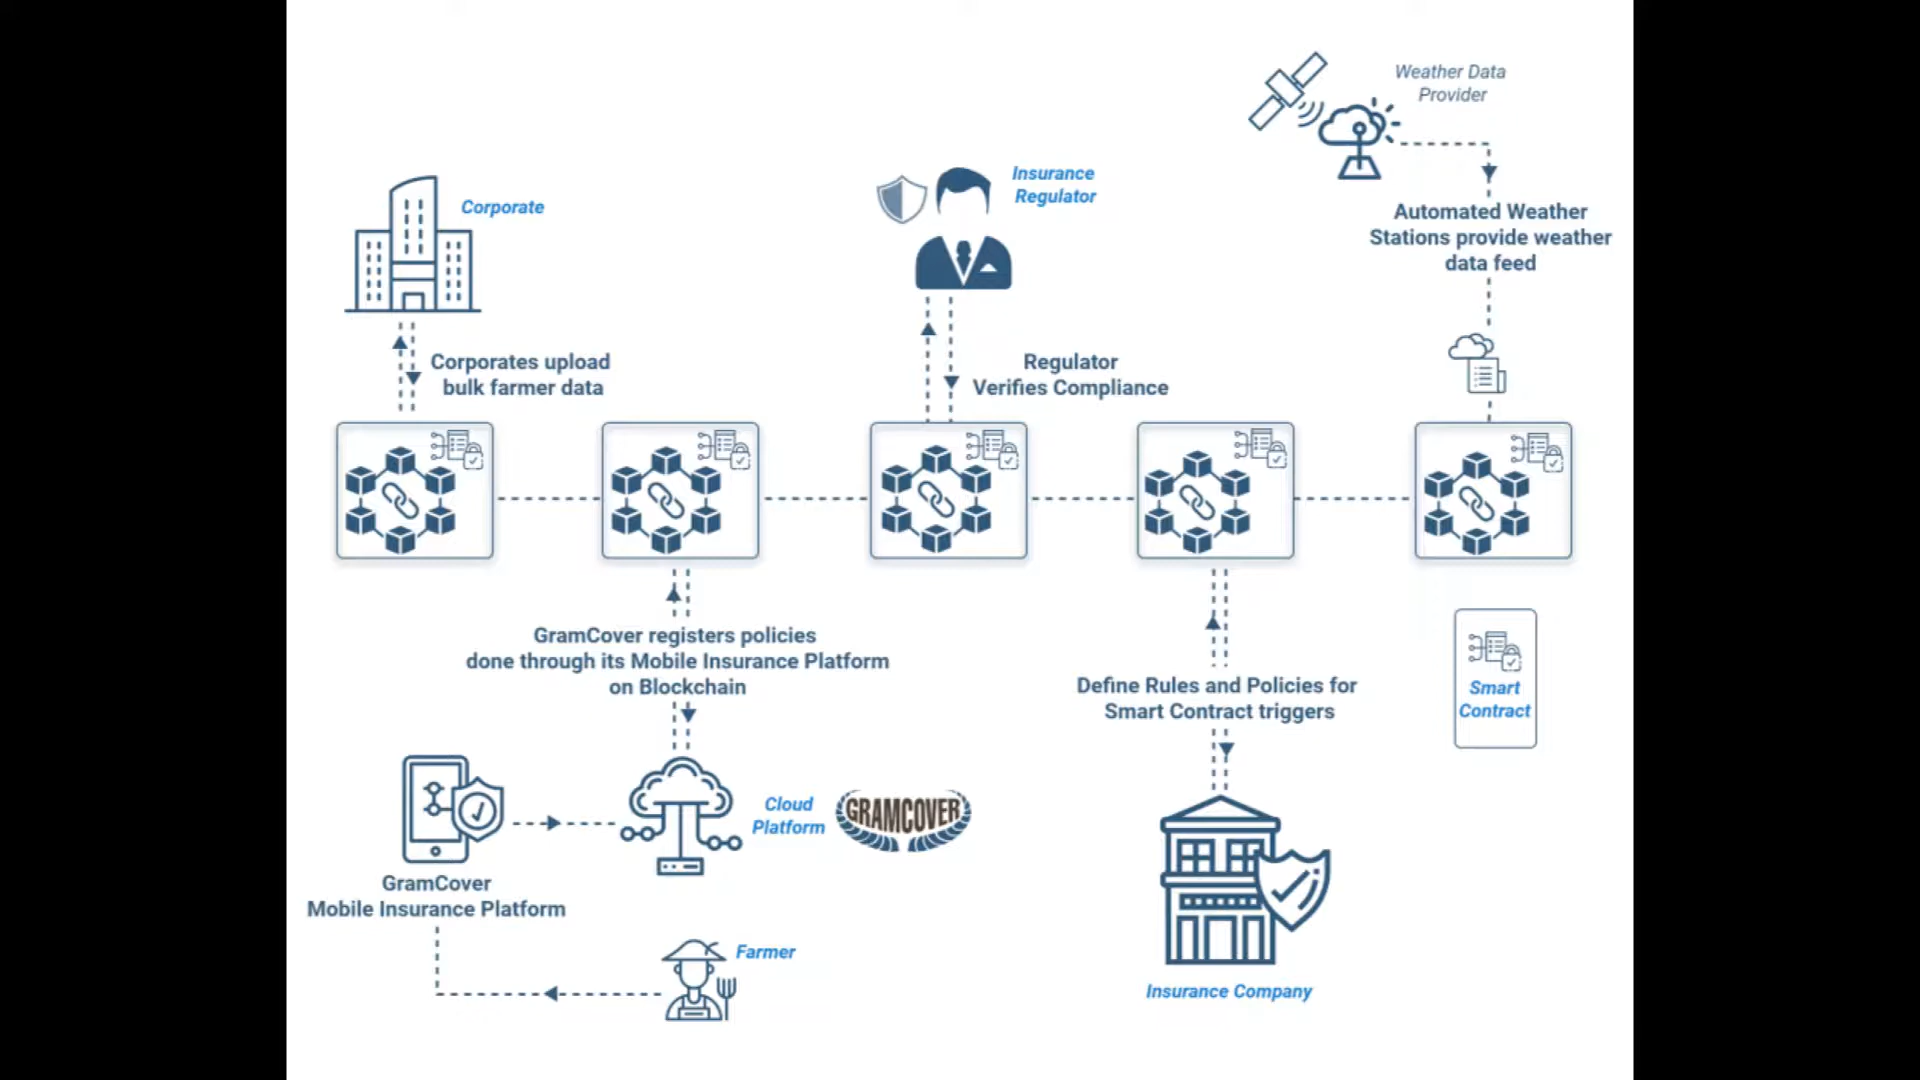 Weather Data
Provider
Insurance
Regulator
Corporate
Automated Weather
Stations provide weather
data feed
Corporates upload
bulk farmer data
Regulator
Verifies Compliance
GramCover registers policies
done through its Mobile Insurance Platform
on Blockchain
Define Rules and Policies for
Smart Contract triggers
Smart
Contract
Cloud
Platform
GRAMCOVER
GramCover
Mobile Insurance Platform
Farmer
Insurance Company